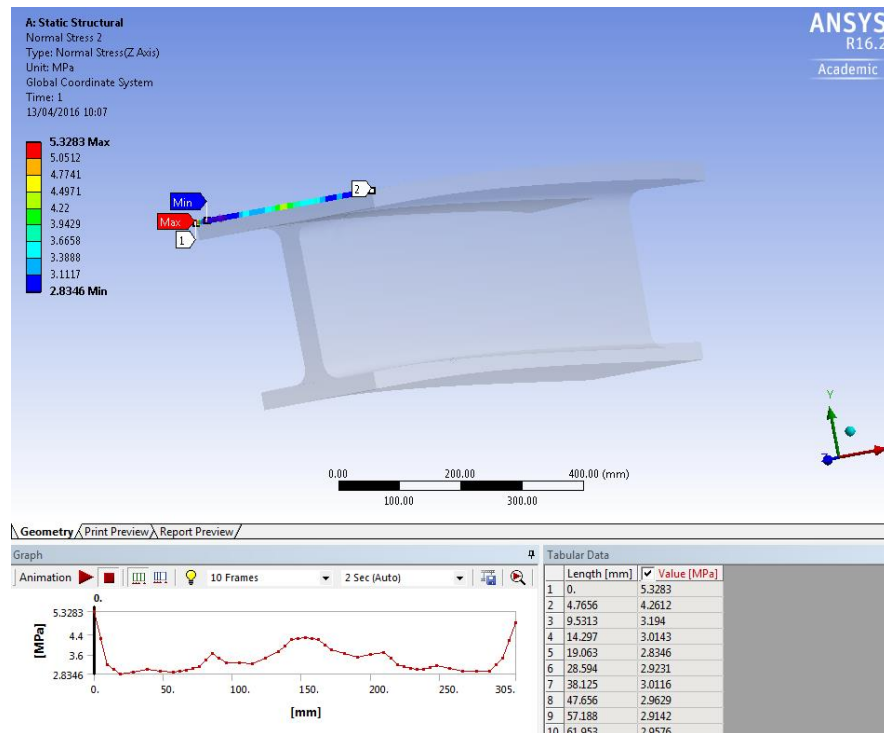 A: Static Structural
Normal Stress 2
Type: Normal Stress(Z Axis)
Unit: MPa
Global Coordinate System
Time: 1
13/04/2016 10:07
ANSYS
R16.2
Academic
5.3283 Max
5.0512
4.7741
4.4971
4.22
3.9429
3.6658
3.3888
3.1117
2.8346 Min
Min
Max
1
2
Y
Z
0.00 200.00 400.00 (mm)
100.00 300.00
Geometry Print Preview Report Preview
Graph
Animation 10 Frames 2 Sec (Auto)
0.
5.3283
4.4
3.6
2.8346
[MPa]
0. 50. 100. 150. 200. 250. 305.
[mm]
Tabular Data
Length [mm] Value [MPa]
1 0. 5.3283
2 4.7656 4.2612
3 9.5313 3.194
4 14.297 3.0143
5 19.063 2.8346
6 28.594 2.9231
7 38.125 3.0116
8 47.656 2.9629
9 57.188 2.9142
10 61.953 2.9576